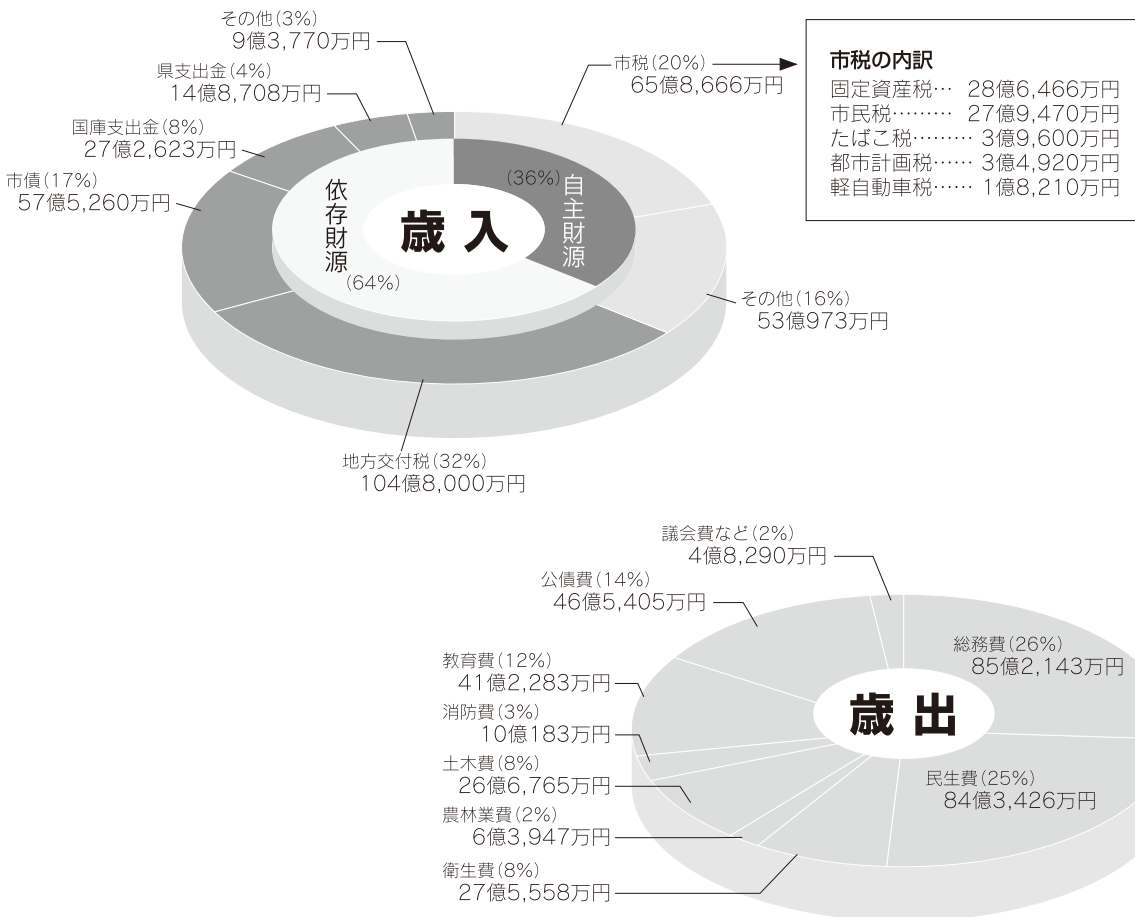 その他(3%)
9億3,770万円
県支出金(4%)
14億8,708万円
国庫支出金(8%)
27億2,623万円
市債(17%)
57億5,260万円
市税(20%)
65億8,666万円
市税の内訳
固定資産税… 28億6,466万円
市民税……… 27億9,470万円
たばこ税……… 3億9,600万円
都市計画税…… 3億4,920万円
軽自動車税…… 1億8,210万円
歳入
自主財源
(36%)
依存財源
(64%)
その他(16%)
53億973万円
地方交付税(32%)
104億8,000万円
議会費など(2%)
4億8,290万円
公債費(14%)
46億5,405万円
教育費(12%)
41億2,283万円
消防費(3%)
10億183万円
土木費(8%)
26億6,765万円
農林業費(2%)
6億3,947万円
衛生費(8%)
27億5,558万円
総務費(26%)
85億2,143万円
歳出
民生費(25%)
84億3,426万円